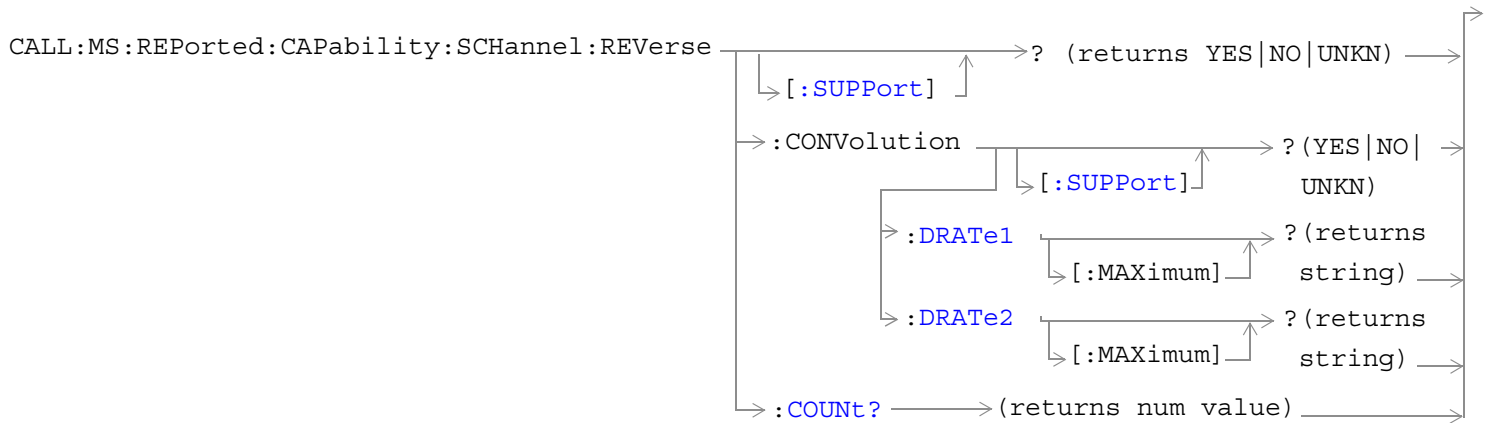 CALL:MS:REPorted:CAPability:SCHannel:REVerse ? (returns YES|NO|UNKN)
[:SUPPort]
:CONVolution ?(YES|NO|
[:SUPPort] UNKN)
:DRATe1 ?(returns
[:MAXimum] string)
:DRATe2 ?(returns
[:MAXimum] string)
:COUNt? (returns num value)